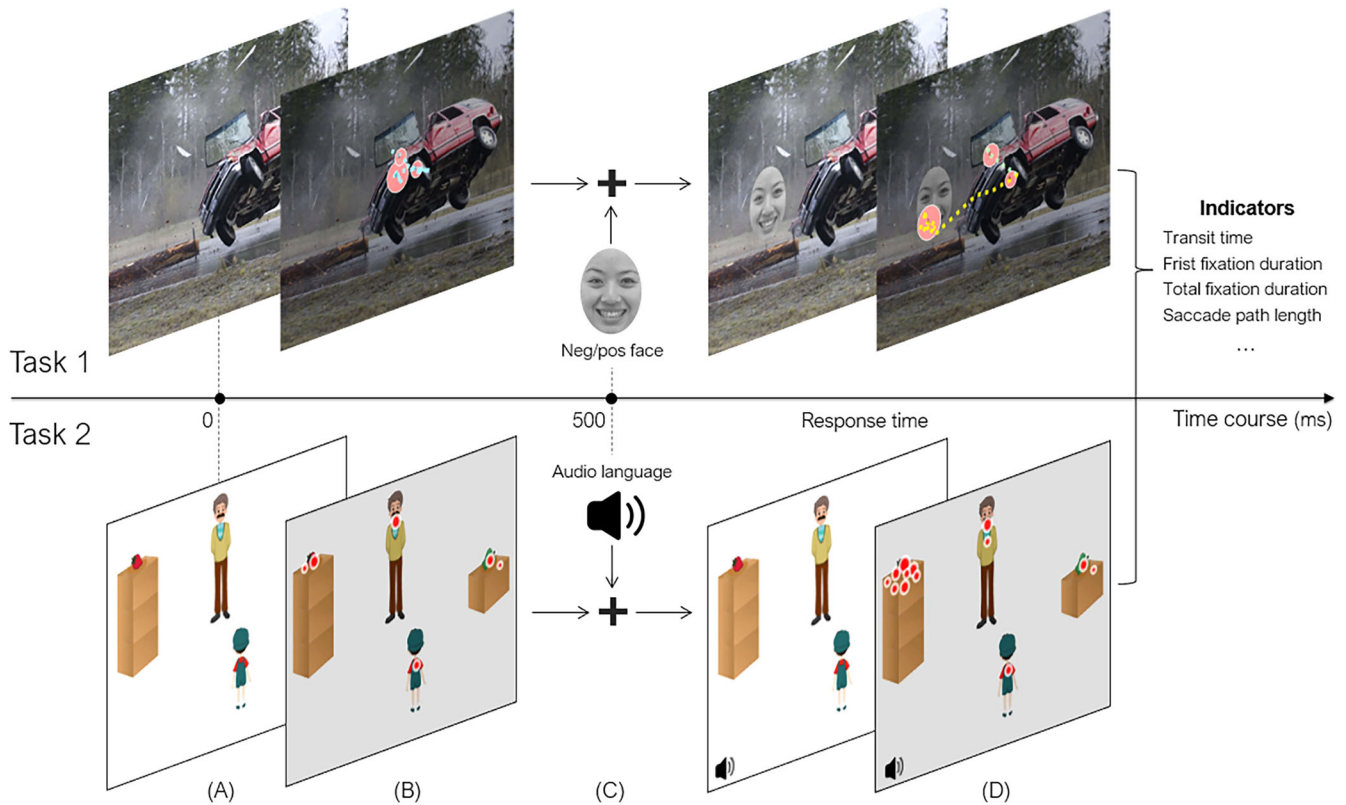 Indicators
Transit time
Frist fixation duration
Total fixation duration
Saccade path length
...
Neg/pos face
Task 1
0
500
Response time
Time course (ms)
Task 2
Audio language
(A)
(B)
(C)
(D)